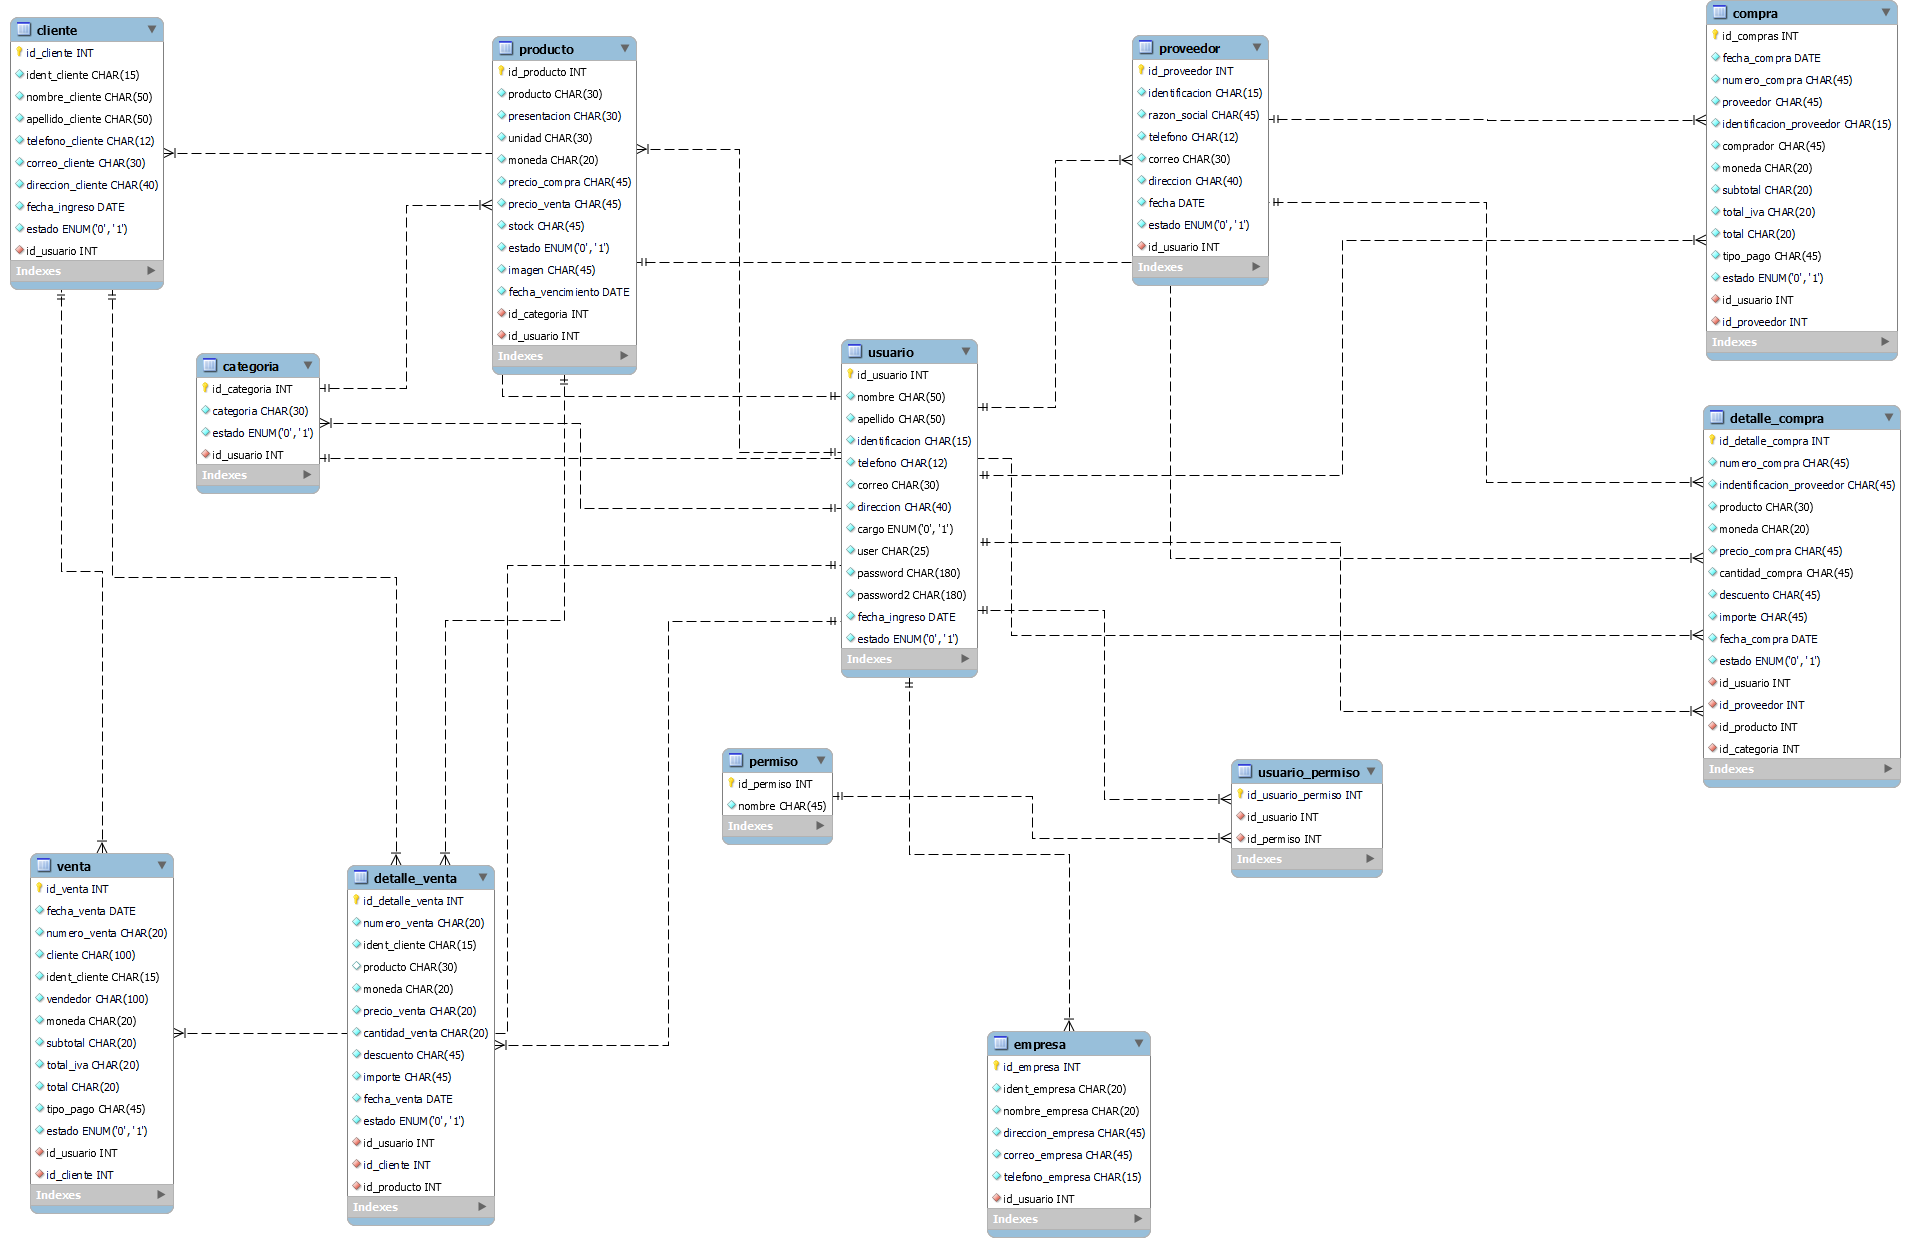 cliente
id_cliente INT
ident_cliente CHAR(15)
nombre_cliente CHAR(50)
apellido_cliente CHAR(50)
telefono_cliente CHAR(12)
correo_cliente CHAR(30)
direccion_cliente CHAR(40)
fecha_ingreso DATE
estado ENUM('0','1')
id_usuario INT
Indexes
producto
id_producto INT
producto CHAR(30)
presentacion CHAR(30)
unidad CHAR(30)
moneda CHAR(20)
precio_compra CHAR(45)
precio_venta CHAR(45)
stock CHAR(45)
estado ENUM('0','1')
imagen CHAR(45)
fecha_vencimiento DATE
id_categoria INT
id_usuario INT
Indexes
proveedor
id_proveedor INT
identificacion CHAR(15)
razon_social CHAR(45)
telefono CHAR(12)
correo CHAR(30)
direccion CHAR(40)
fecha DATE
estado ENUM('0','1')
id_usuario INT
Indexes
compra
id_compras INT
fecha_compra DATE
numero_compra CHAR(45)
proveedor CHAR(45)
identificacion_proveedor CHAR(15)
comprador CHAR(45)
moneda CHAR(20)
subtotal CHAR(20)
total_iva CHAR(20)
total CHAR(20)
tipo_pago CHAR(45)
estado ENUM('0','1')
id_usuario INT
id_proveedor INT
Indexes
categoria
id_categoria INT
categoria CHAR(30)
estado ENUM('0','1')
id_usuario INT
Indexes
usuario
id_usuario INT
nombre CHAR(50)
apellido CHAR(50)
identificacion CHAR(15)
telefono CHAR(12)
correo CHAR(30)
direccion CHAR(40)
cargo ENUM('0', '1')
user CHAR(25)
password CHAR(180)
password2 CHAR(180)
fecha_ingreso DATE
estado ENUM('0','1')
Indexes
detalle_compra
id_detalle_compra INT
numero_compra CHAR(45)
indentificacion_proveedor CHAR(45)
producto CHAR(30)
moneda CHAR(20)
precio_compra CHAR(45)
cantidad_compra CHAR(45)
descuento CHAR(45)
importe CHAR(45)
fecha_compra DATE
estado ENUM('0','1')
id_usuario INT
id_proveedor INT
id_producto INT
id_categoria INT
Indexes
permiso
id_permiso INT
nombre CHAR(45)
Indexes
usuario_permiso
id_usuario_permiso INT
id_usuario INT
id_permiso INT
Indexes
venta
id_venta INT
fecha_venta DATE
numero_venta CHAR(20)
cliente CHAR(100)
ident_cliente CHAR(15)
vendedor CHAR(100)
moneda CHAR(20)
subtotal CHAR(20)
total_iva CHAR(20)
total CHAR(20)
tipo_pago CHAR(45)
estado ENUM('0','1')
id_usuario INT
id_cliente INT
Indexes
detalle_venta
id_detalle_venta INT
numero_venta CHAR(20)
ident_cliente CHAR(15)
producto CHAR(30)
moneda CHAR(20)
precio_venta CHAR(20)
cantidad_venta CHAR(20)
descuento CHAR(45)
importe CHAR(45)
fecha_venta DATE
estado ENUM('0','1')
id_usuario INT
id_cliente INT
id_producto INT
Indexes
empresa
id_empresa INT
ident_empresa CHAR(20)
nombre_empresa CHAR(20)
direccion_empresa CHAR(45)
correo_empresa CHAR(45)
telefono_empresa CHAR(15)
id_usuario INT
Indexes